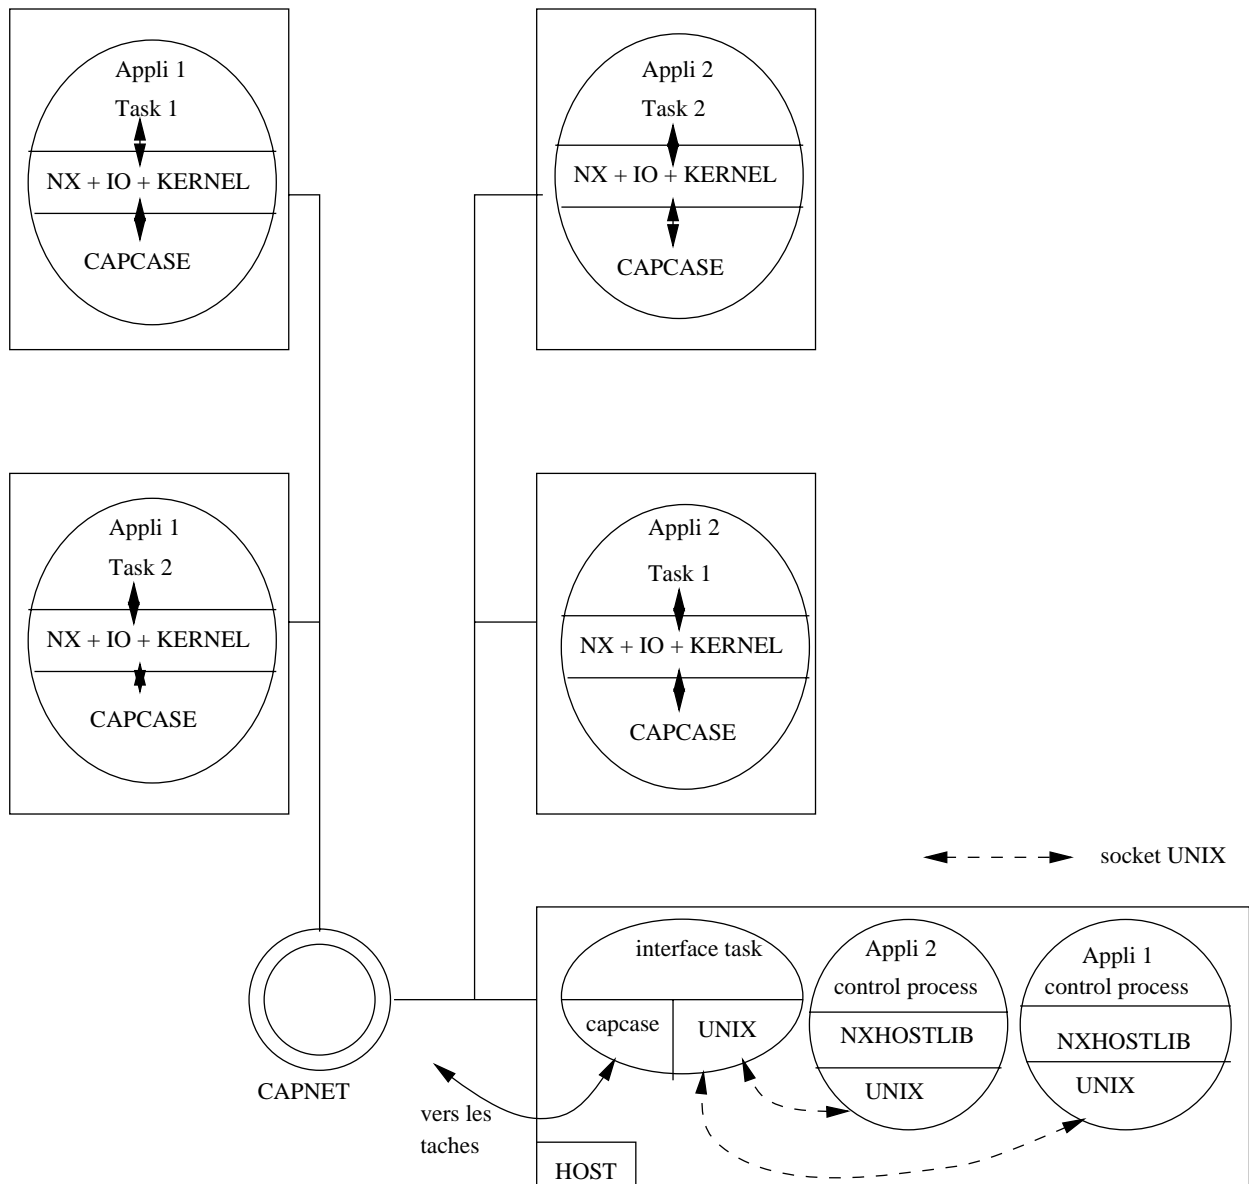 Appli 1
Task 1
NX + IO + KERNEL
CAPCASE
Appli 2
Task 2
NX + IO + KERNEL
CAPCASE
Appli 1
Task 2
NX + IO + KERNEL
CAPCASE
Appli 2
Task 1
NX + IO + KERNEL
CAPCASE
socket UNIX
CAPNET
vers les
taches
interface task
capcase
UNIX
Appli 2
control process
NXHOSTLIB
UNIX
Appli 1
control process
NXHOSTLIB
UNIX
HOST